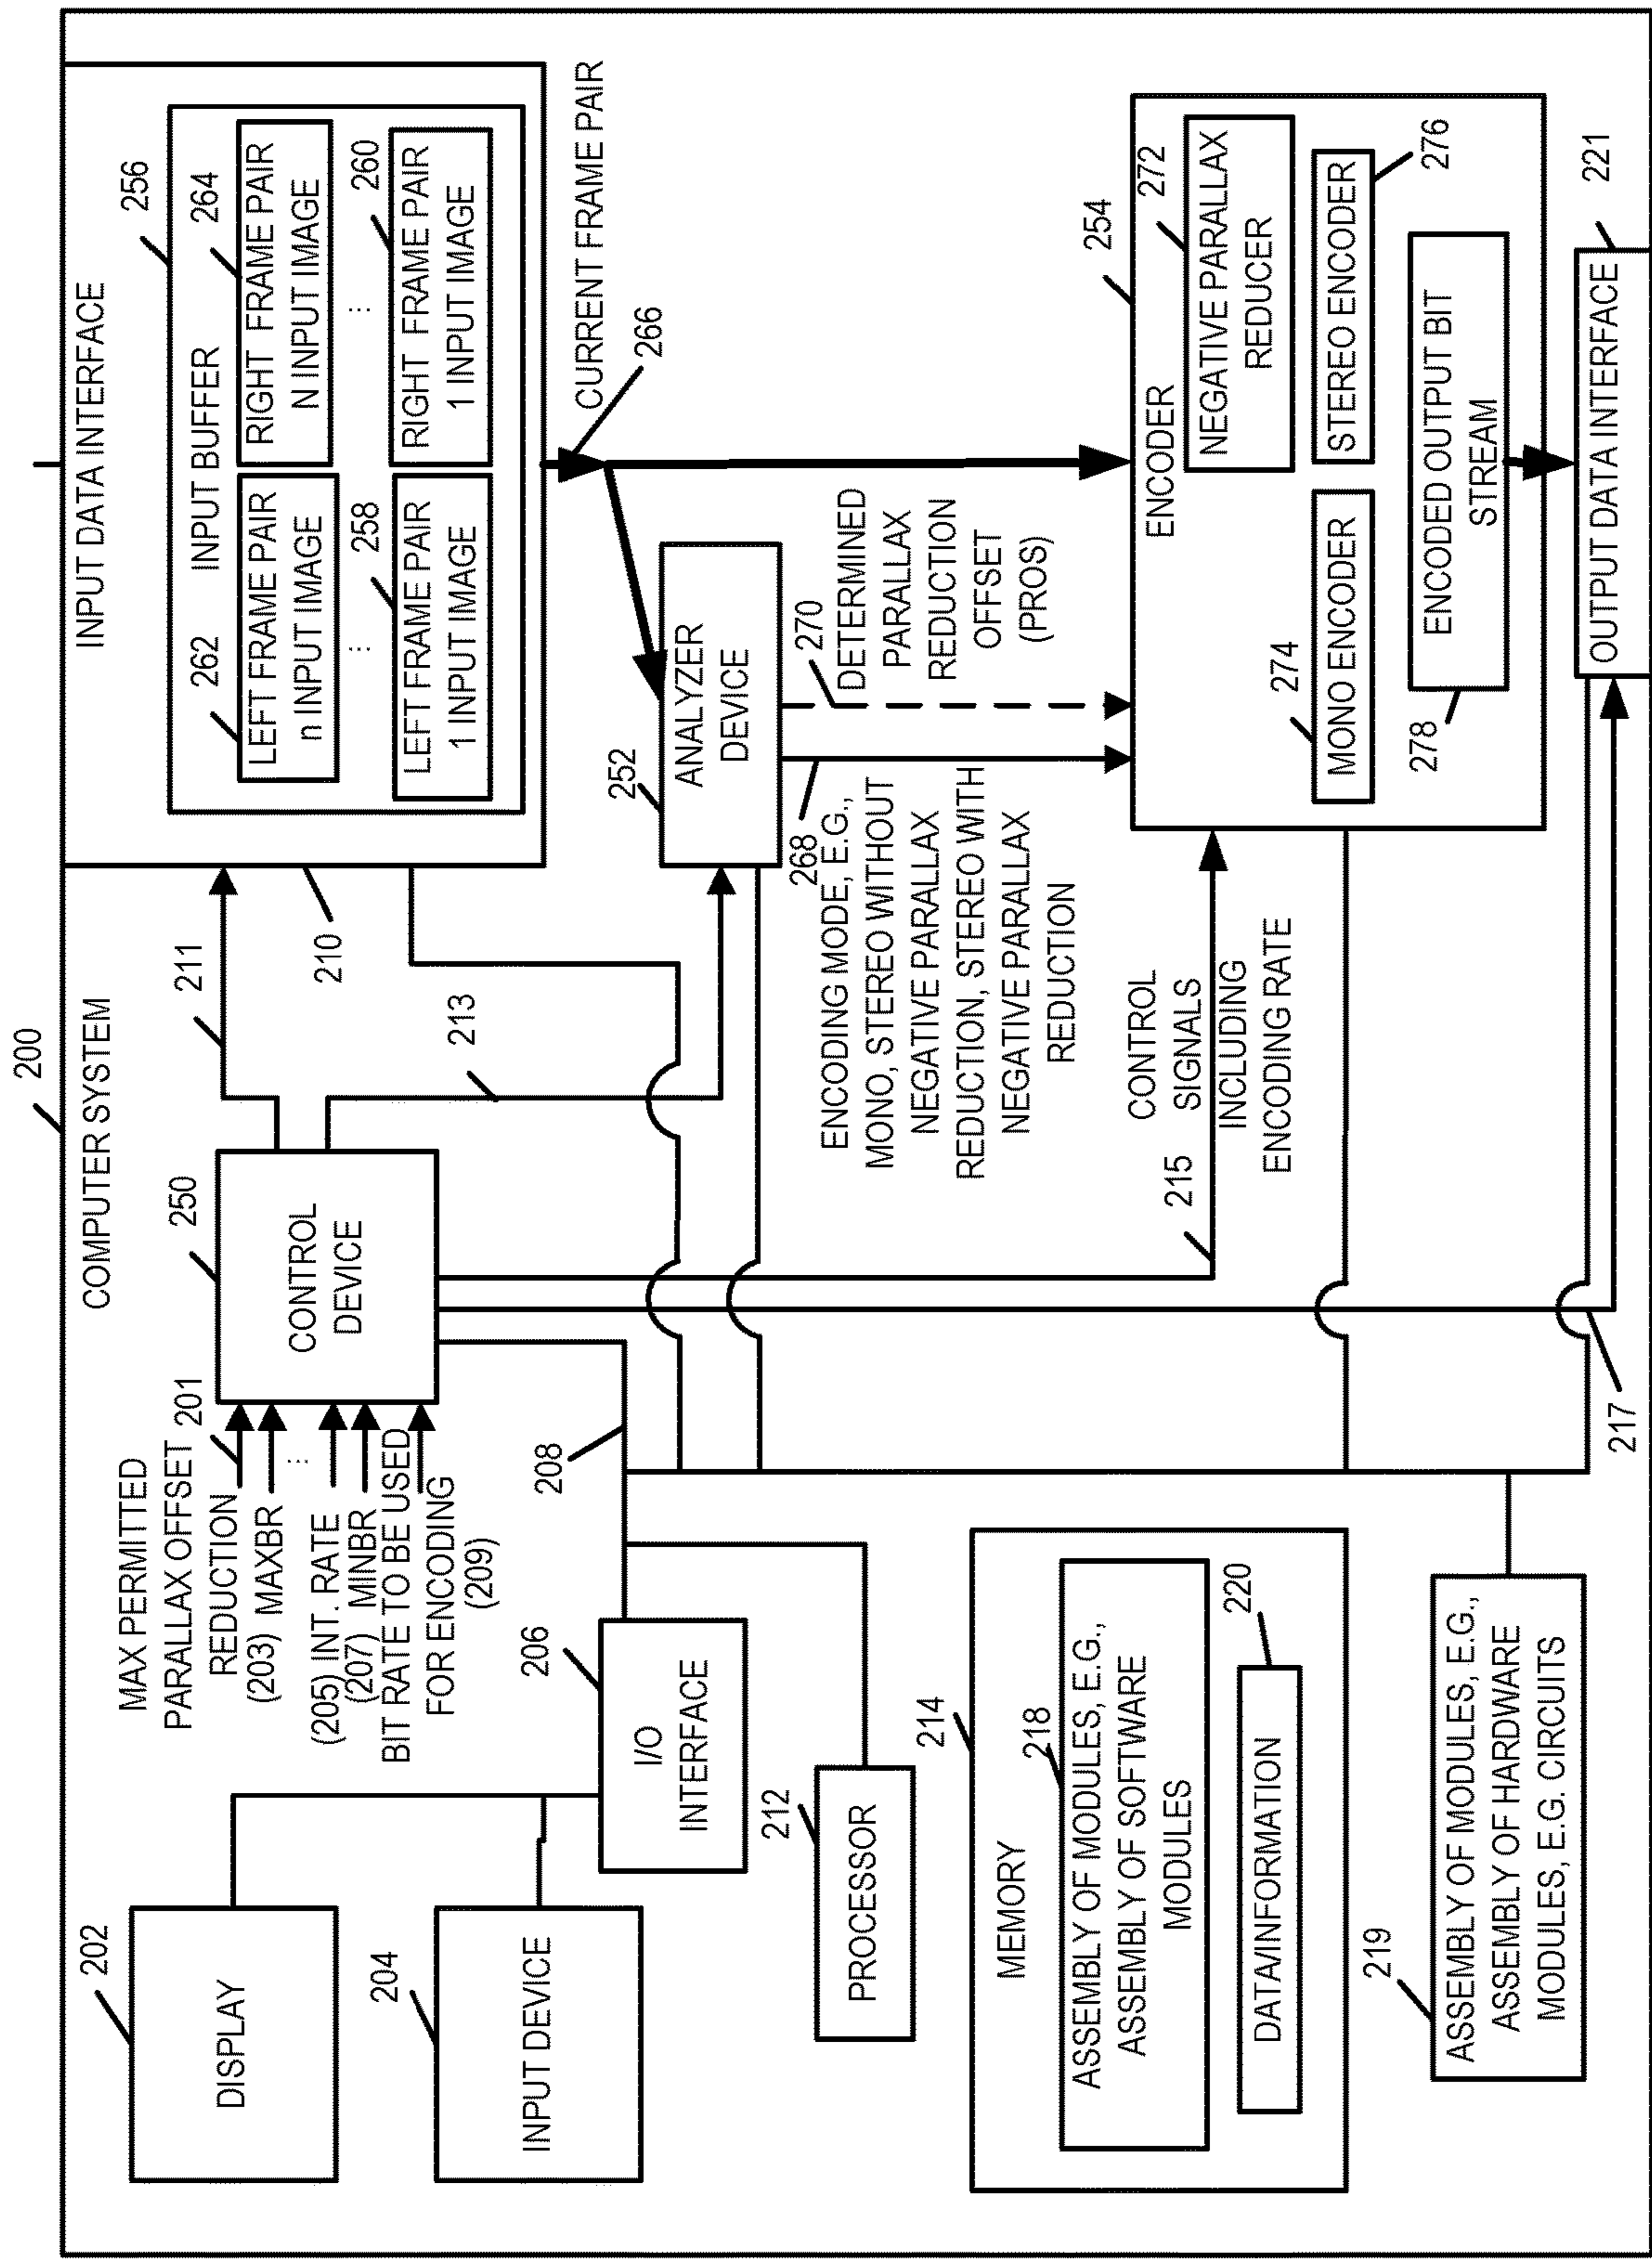 200
COMPUTER SYSTEM
202
DISPLAY
204
INPUT DEVICE
206
I/O
INTERFACE
208
212
PROCESSOR
214
MEMORY
218
ASSEMBLY OF MODULES, E.G.,
ASSEMBLY OF SOFTWARE
MODULES
220
DATA/INFORMATION
219
ASSEMBLY OF MODULES, E.G.,
ASSEMBLY OF HARDWARE
MODULES, E.G. CIRCUITS
MAX PERMITTED
PARALLAX OFFSET
REDUCTION
201
(203) MAXBR
...
(205) INT. RATE
(207) MINBR
BIT RATE TO BE USED
FOR ENCODING
(209)
250
CONTROL
DEVICE
211
210
213
215
CONTROL
SIGNALS
INCLUDING
ENCODING RATE
217
INPUT DATA INTERFACE
256
INPUT BUFFER
262
LEFT FRAME PAIR
n INPUT IMAGE
264
RIGHT FRAME PAIR
N INPUT IMAGE
...
...
258
LEFT FRAME PAIR
1 INPUT IMAGE
260
RIGHT FRAME PAIR
1 INPUT IMAGE
CURRENT FRAME PAIR
266
252
ANALYZER
DEVICE
268
ENCODING MODE, E.G.,
MONO, STEREO WITHOUT
NEGATIVE PARALLAX
REDUCTION, STEREO WITH
NEGATIVE PARALLAX
REDUCTION
270
DETERMINED
PARALLAX
REDUCTION
OFFSET
(PROS)
254
ENCODER
272
NEGATIVE PARALLAX
REDUCER
274
MONO ENCODER
STEREO ENCODER
276
ENCODED OUTPUT BIT
STREAM
278
OUTPUT DATA INTERFACE
221